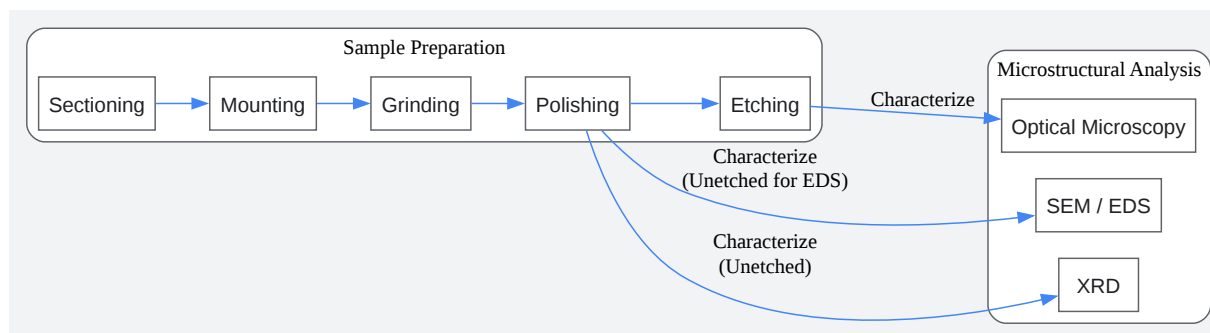 Sample Preparation
Sectioning
Mounting
Grinding
Polishing
Etching
Characterize
Characterize
(Unetched for EDS)
Characterize
(Unetched)
Microstructural Analysis
Optical Microscopy
SEM / EDS
XRD